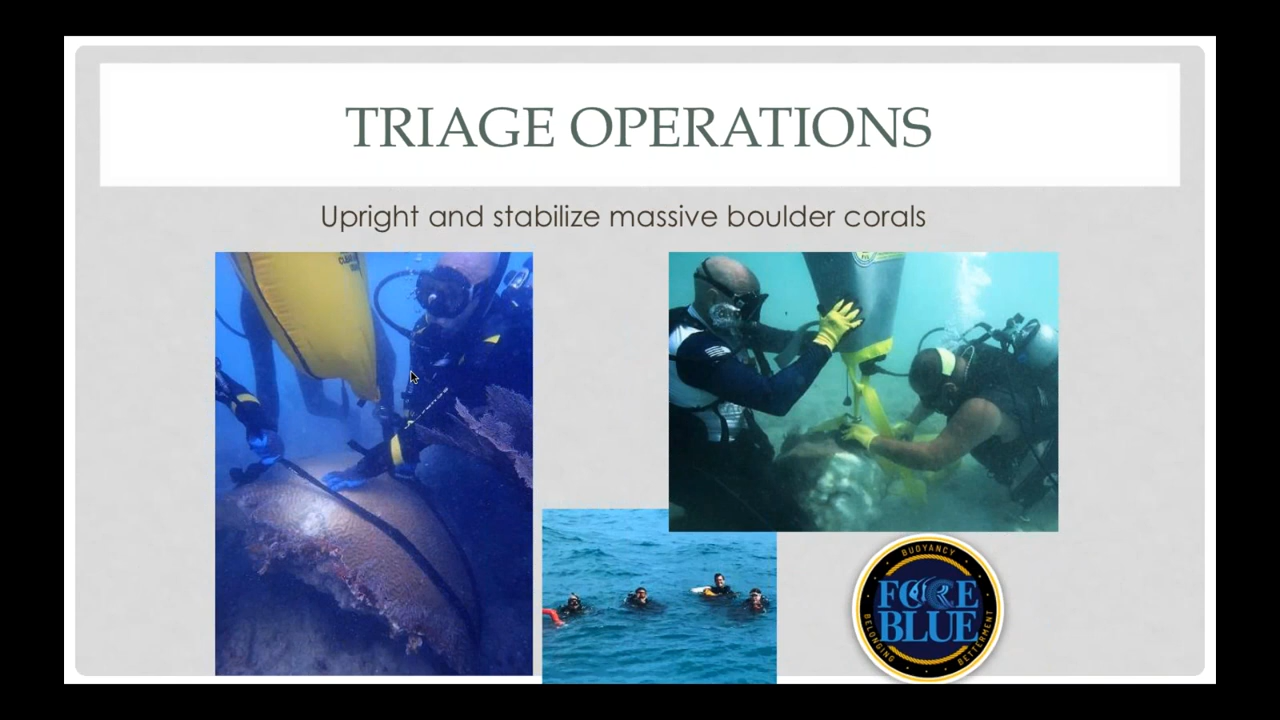 TRIAGE OPERATIONS
Upright and stabilize massive boulder corals
BUOYANCY
FORCE
BLUE
BELONGING
BETTERMENT